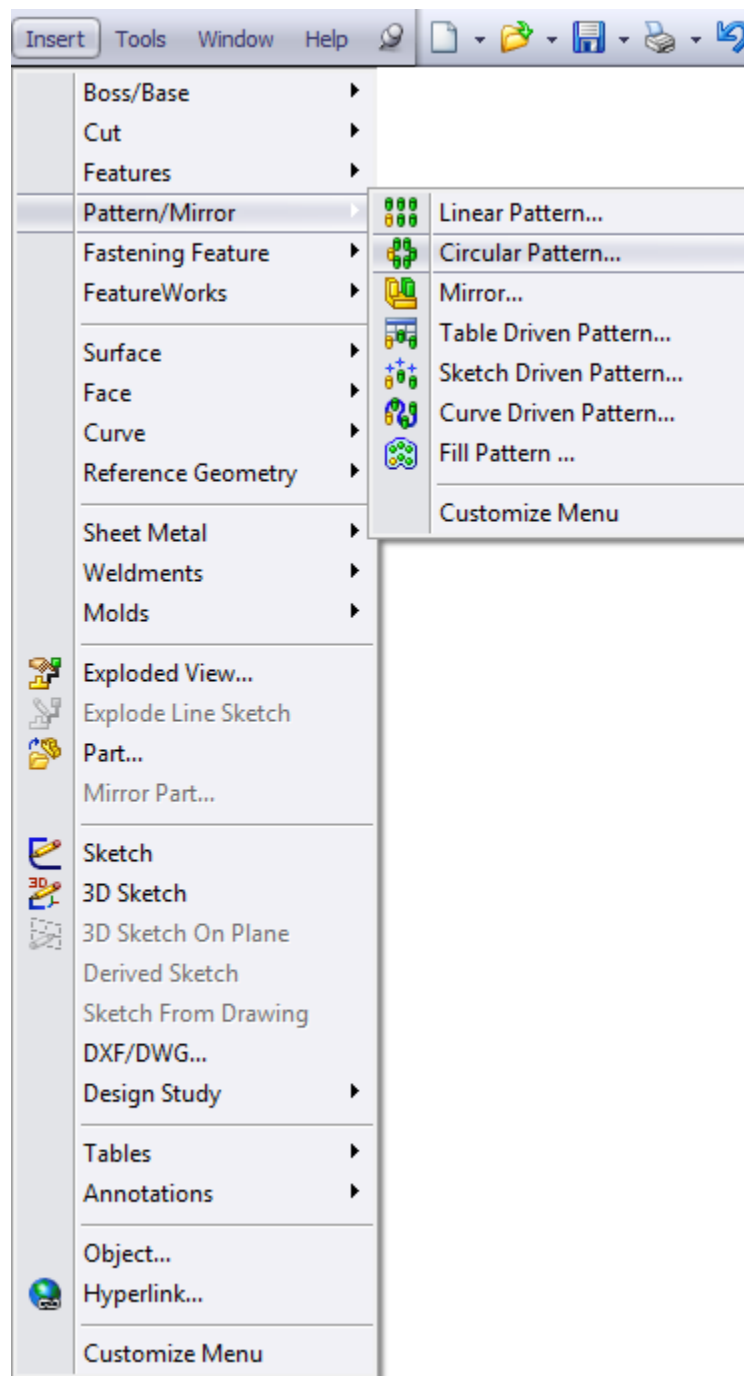 Insert Tools Window Help
Boss/Base
Cut
Features
Pattern/Mirror
Fastening Feature
FeatureWorks
Surface
Face
Curve
Reference Geometry
Sheet Metal
Weldments
Molds
Exploded View...
Explode Line Sketch
Part...
Mirror Part...
Sketch
3D
3D Sketch
3D Sketch On Plane
Derived Sketch
Sketch From Drawing
DXF/DWG...
Design Study
Tables
Annotations
Object...
Hyperlink...
Customize Menu
Linear Pattern...
Circular Pattern...
Mirror...
Table Driven Pattern...
Sketch Driven Pattern...
Curve Driven Pattern...
Fill Pattern ...
Customize Menu